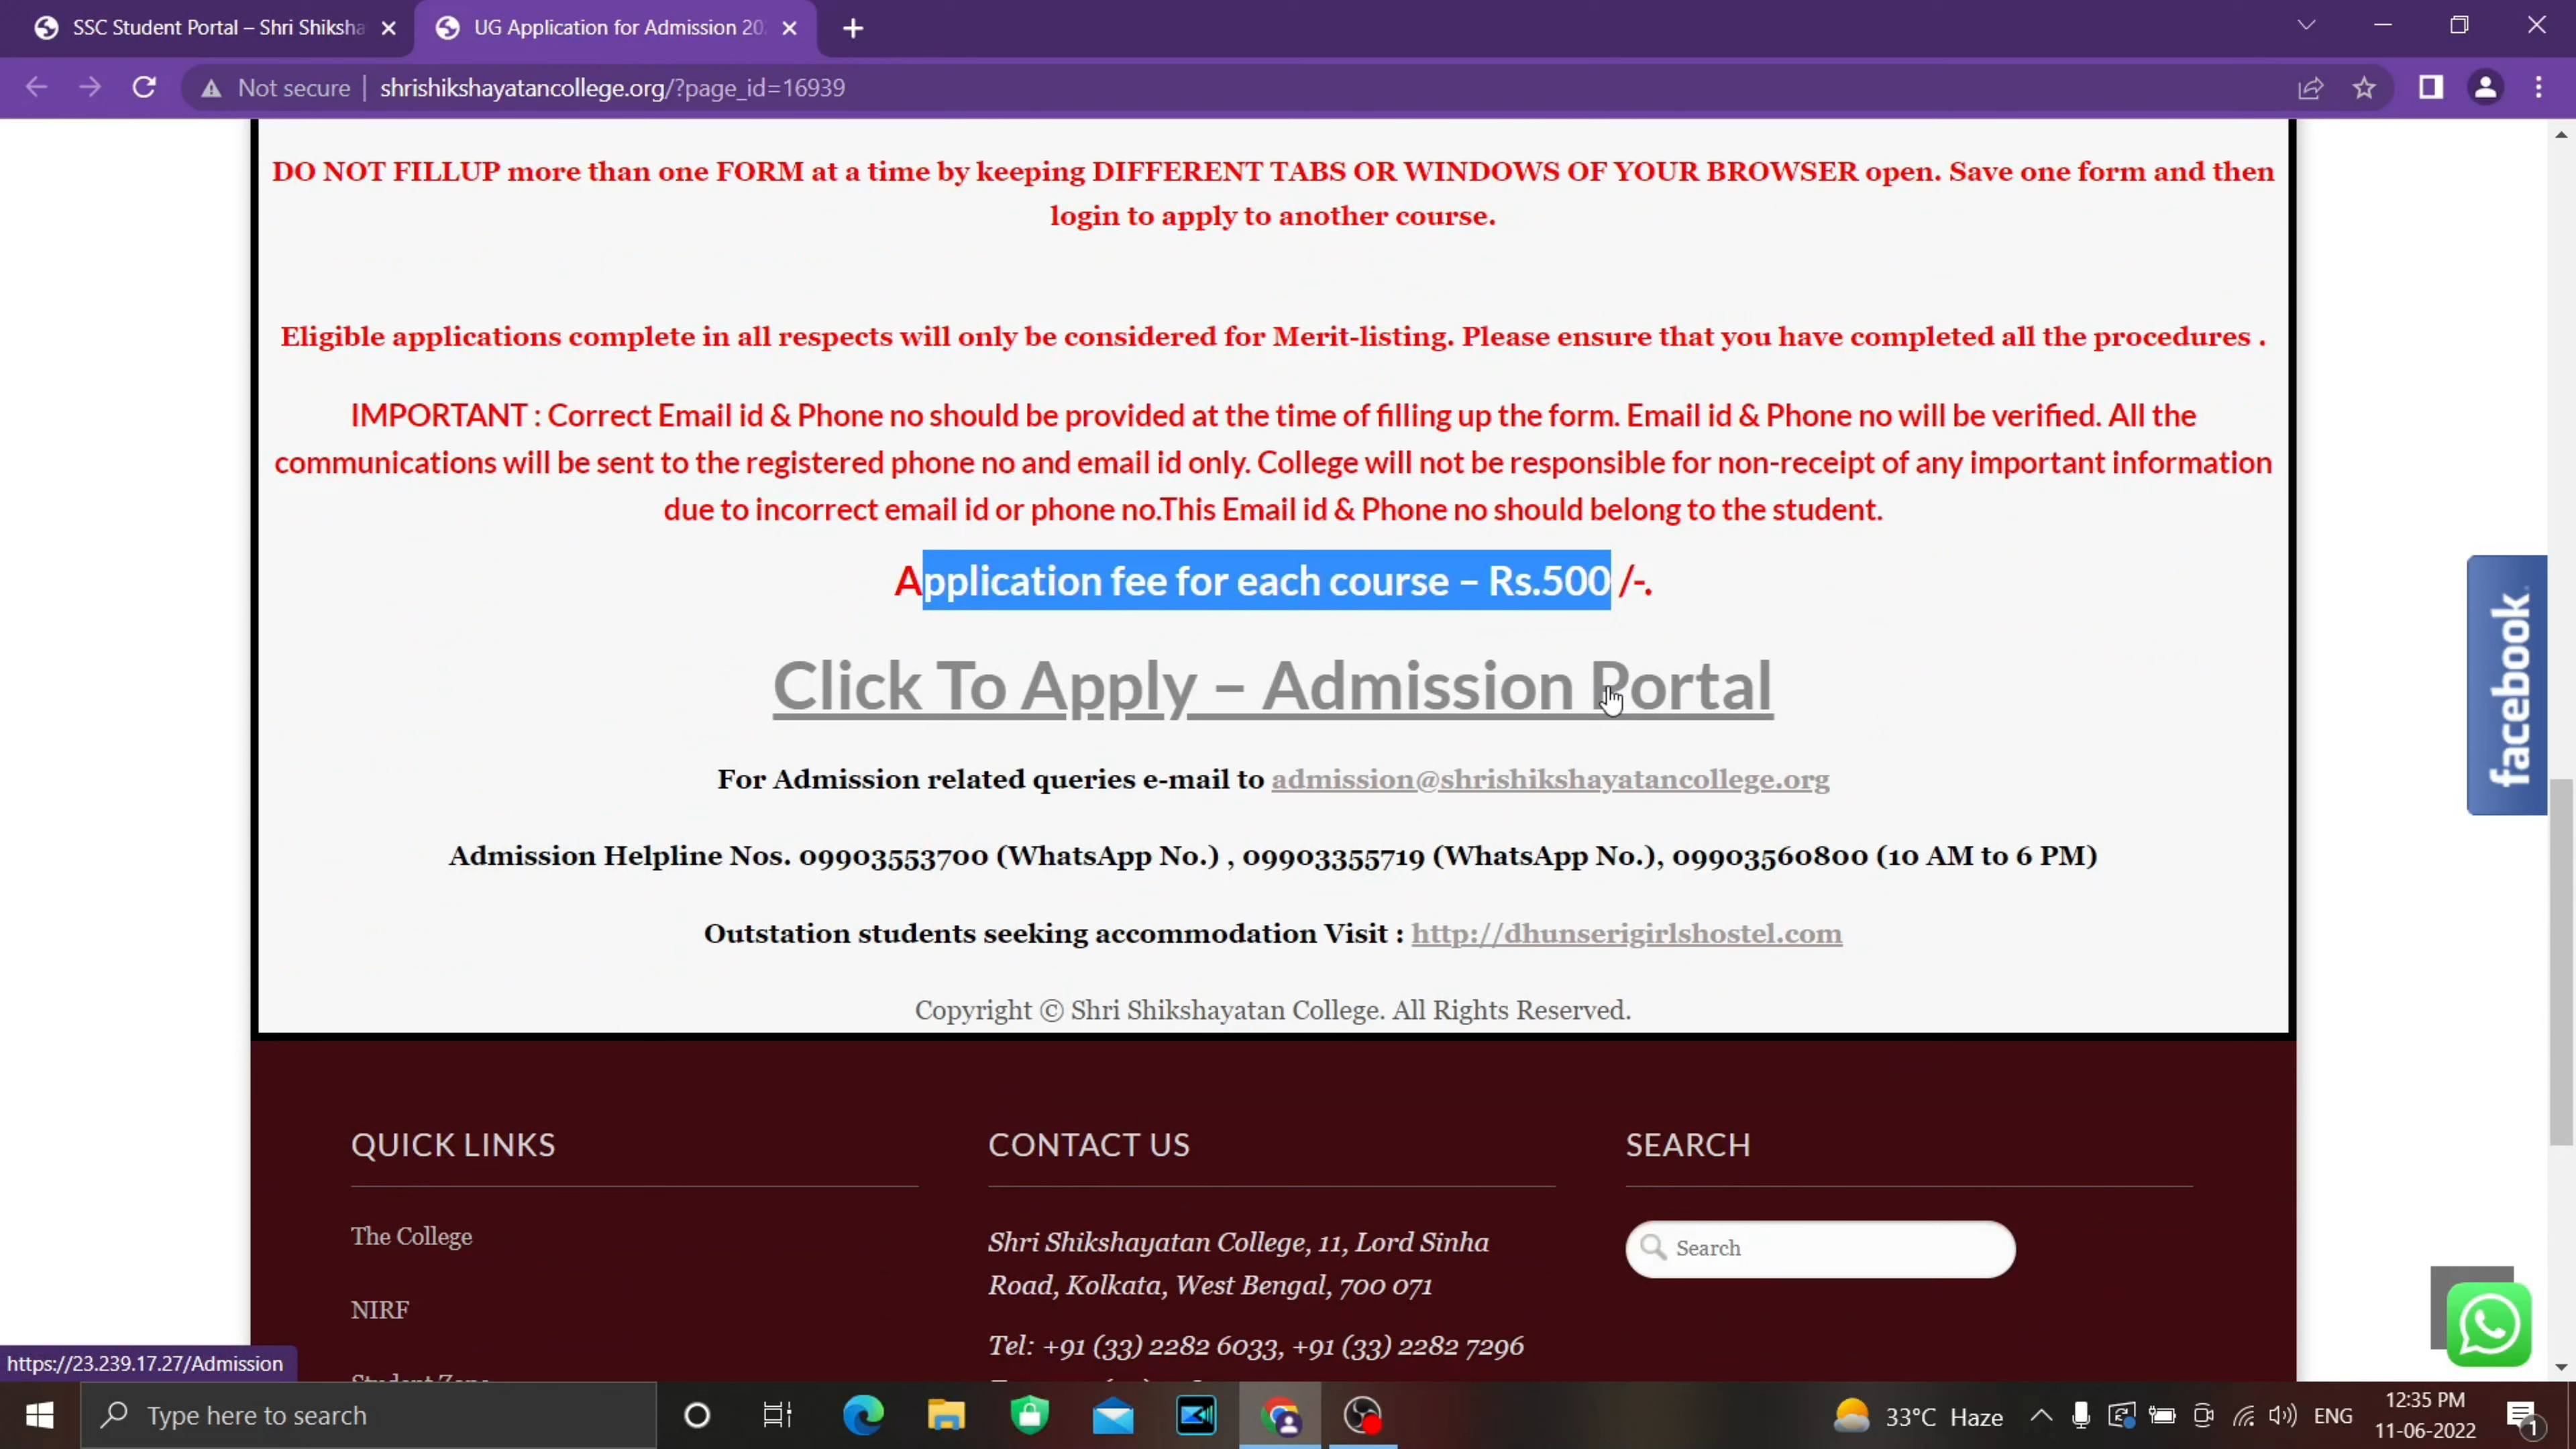 SSC Student Portal – Shri Shiksha
UG Application for Admission 20
Not secure
shrishikshayatancollege.org/?page_id=16939
DO NOT FILLUP more than one FORM at a time by keeping DIFFERENT TABS OR WINDOWS OF YOUR BROWSER open. Save one form and then
login to apply to another course.
Eligible applications complete in all respects will only be considered for Merit-listing. Please ensure that you have completed all the procedures .
IMPORTANT : Correct Email id & Phone no should be provided at the time of filling up the form. Email id & Phone no will be verified. All the
communications will be sent to the registered phone no and email id only. College will not be responsible for non-receipt of any important information
due to incorrect email id or phone no.This Email id & Phone no should belong to the student.
Application fee for each course – Rs.500 /-.
Click To Apply – Admission Portal
For Admission related queries e-mail to admission@shrishikshayatancollege.org
Admission Helpline Nos. 09903553700 (WhatsApp No.) , 09903355719 (WhatsApp No.), 09903560800 (10 AM to 6 PM)
Outstation students seeking accommodation Visit : http://dhunserigirlshostel.com
Copyright © Shri Shikshayatan College. All Rights Reserved.
facebook
QUICK LINKS
The College
NIRF
CONTACT US
Shri Shikshayatan College, 11, Lord Sinha
Road, Kolkata, West Bengal, 700 071
Tel: +91 (33) 2282 6033, +91 (33) 2282 7296
SEARCH
Search
https://23.239.17.27/Admission
Type here to search
33°C Haze
ENG
12:35 PM
11-06-2022
1